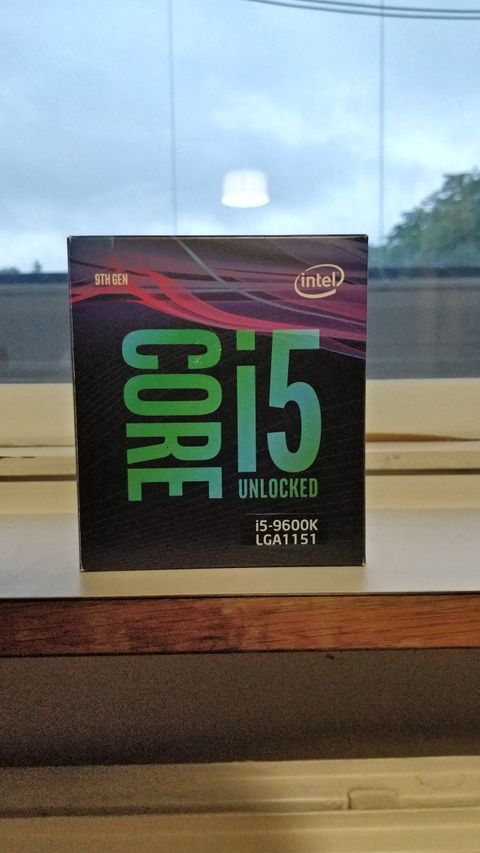 9TH GEN
intel
CORE
i5
UNLOCKED
i5-9600K
LGA1151